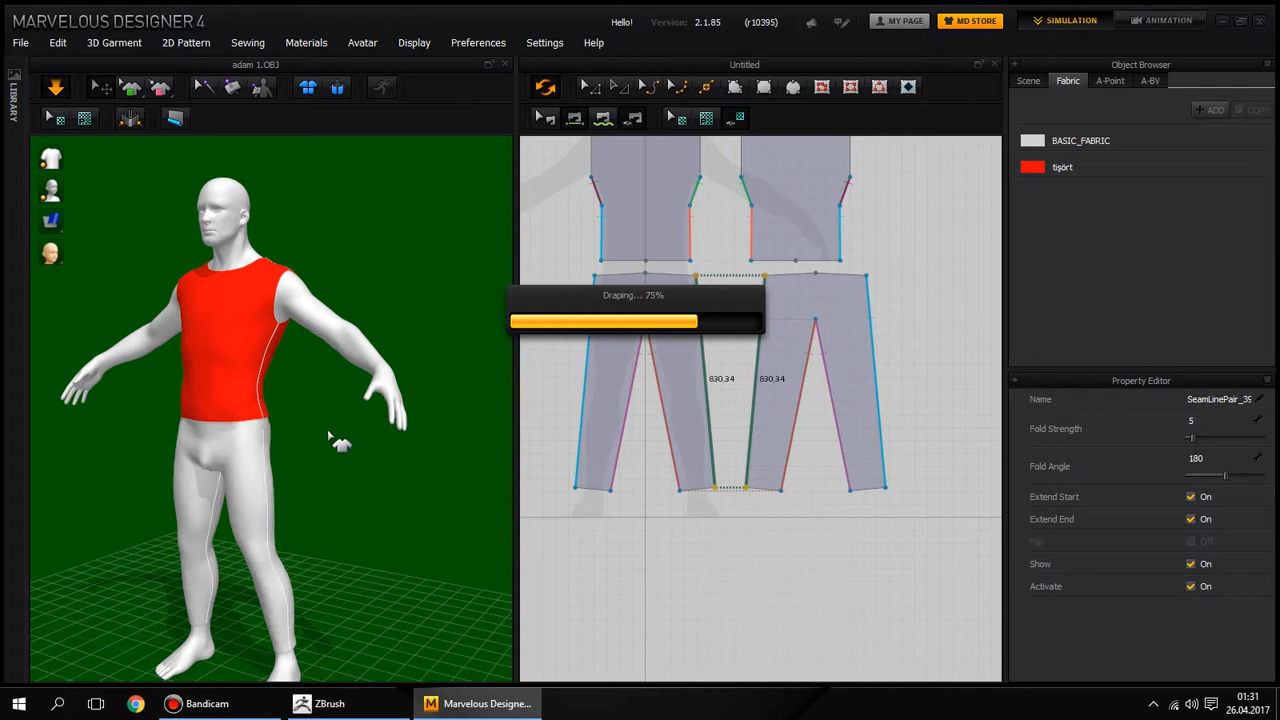 MARVELOUS DESIGNER 4
Hello!
Version: 2.1.85 (r10395)
MY PAGE
MD STORE
SIMULATION
ANIMATION
File Edit 3D Garment 2D Pattern Sewing Materials Avatar Display Preferences Settings Help
LIBRARY
adam 1.OBJ
Untitled
Object Browser
Scene Fabric A-Point A-BV
+ ADD COPY
BASIC_FABRIC
tişört
Draping... 75%
830,34 830,34
Property Editor
Name SeamLinePair_39
Fold Strength 5
Fold Angle 180
Extend Start On
Extend End On
Flip Off
Show On
Activate On
Bandicam
ZBrush
Marvelous Designe...
01:31
26.04.2017